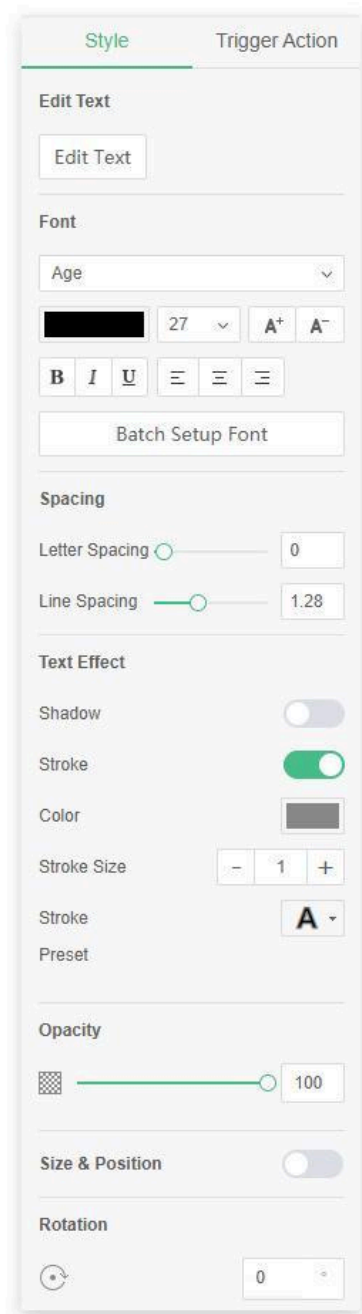 Style Trigger Action
Edit Text
Edit Text
Font
Age
27 A+ A-
B I U
Batch Setup Font
Spacing
Letter Spacing 0
Line Spacing 1.28
Text Effect
Shadow
Stroke
Color
Stroke Size - 1 +
Stroke A
Preset
Opacity
100
Size & Position
Rotation
0 °